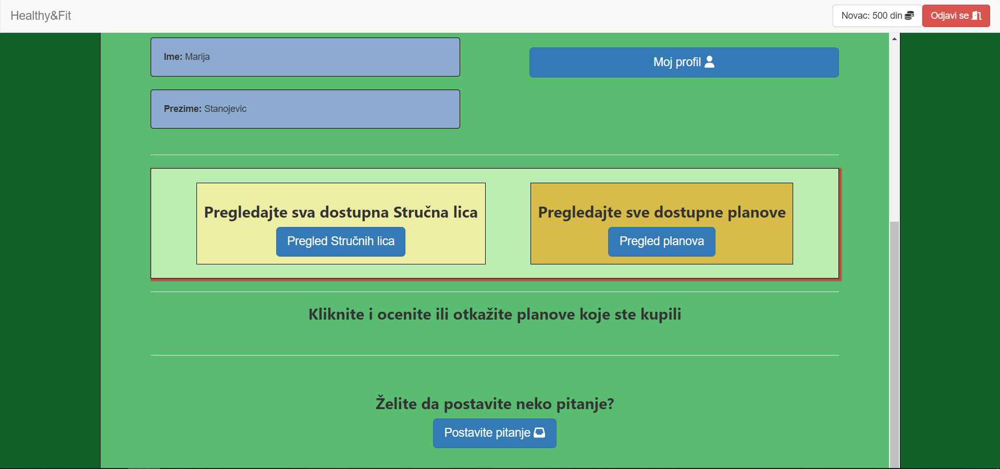 Healthy&Fit
Novac: 500 din
Odjavi se
Ime: Marija
Moj profil
Prezime: Stanojevic
Pregledajte sva dostupna Stručna lica
Pregled Stručnih lica
Pregledajte sve dostupne planove
Pregled planova
Kliknite i ocenite ili otkažite planove koje ste kupili
Želite da postavite neko pitanje?
Postavite pitanje